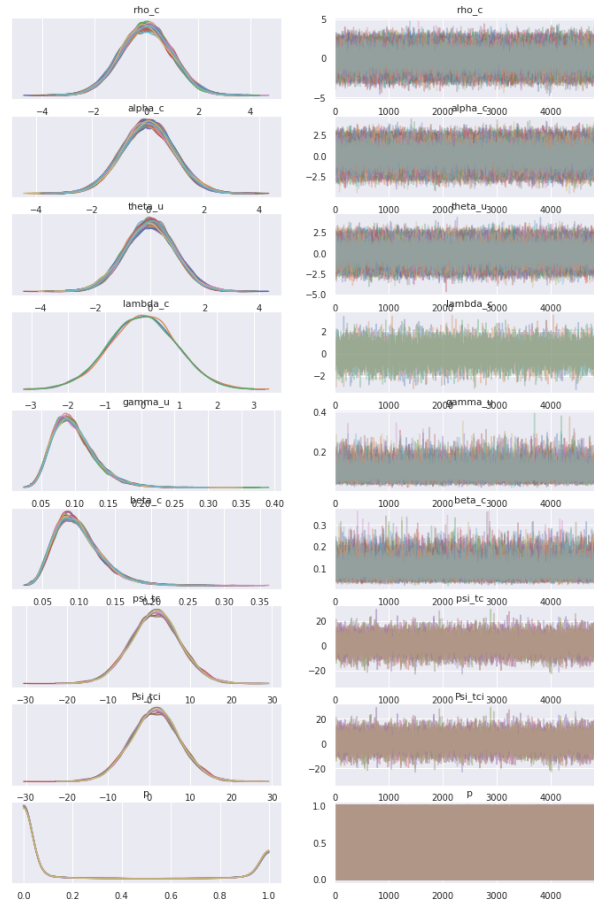 rho_c rho_c
5
0
−5
−4 −2 0 2 4
0 1000 2000 3000 4000
alpha_c alpha_c
2.5
0.0
−2.5
−4 −2 0 2 4
0 1000 2000 3000 4000
theta_u theta_u
2.5
0.0
−2.5
−5.0
−4 −2 0 2 4
0 1000 2000 3000 4000
lambda_c lambda_c
2
0
−2
−3 −2 −1 0 1 2 3
0 1000 2000 3000 4000
gamma_u gamma_u
0.4
0.2
0.05 0.10 0.15 0.20 0.25 0.30 0.35 0.40
0 1000 2000 3000 4000
beta_c beta_c
0.3
0.2
0.1
0.05 0.10 0.15 0.20 0.25 0.30 0.35
0 1000 2000 3000 4000
psi_tc psi_tc
20
0
−20
−30 −20 −10 0 10 20 30
0 1000 2000 3000 4000
Psi_tci Psi_tci
20
0
−20
−30 −20 −10 0 10 20 30
0 1000 2000 3000 4000
p p
1.0
0.5
0.0
0.0 0.2 0.4 0.6 0.8 1.0
0 1000 2000 3000 4000